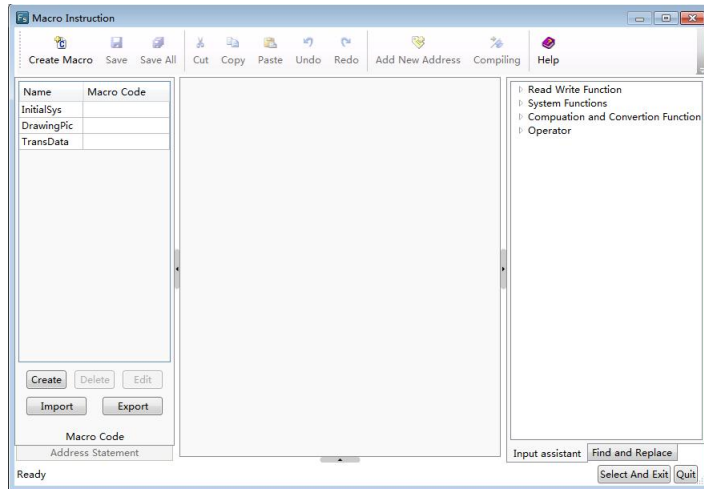 Macro Instruction
Create Macro Save Save All Cut Copy Paste Undo Redo Add New Address Compiling Help
Name Macro Code
InitialSys
DrawingPic
TransData
Read Write Function
System Functions
Compuation and Convertion Function
Operator
Create Delete Edit
Import Export
Macro Code
Address Statement
Input assistant Find and Replace
Ready
Select And Exit Quit